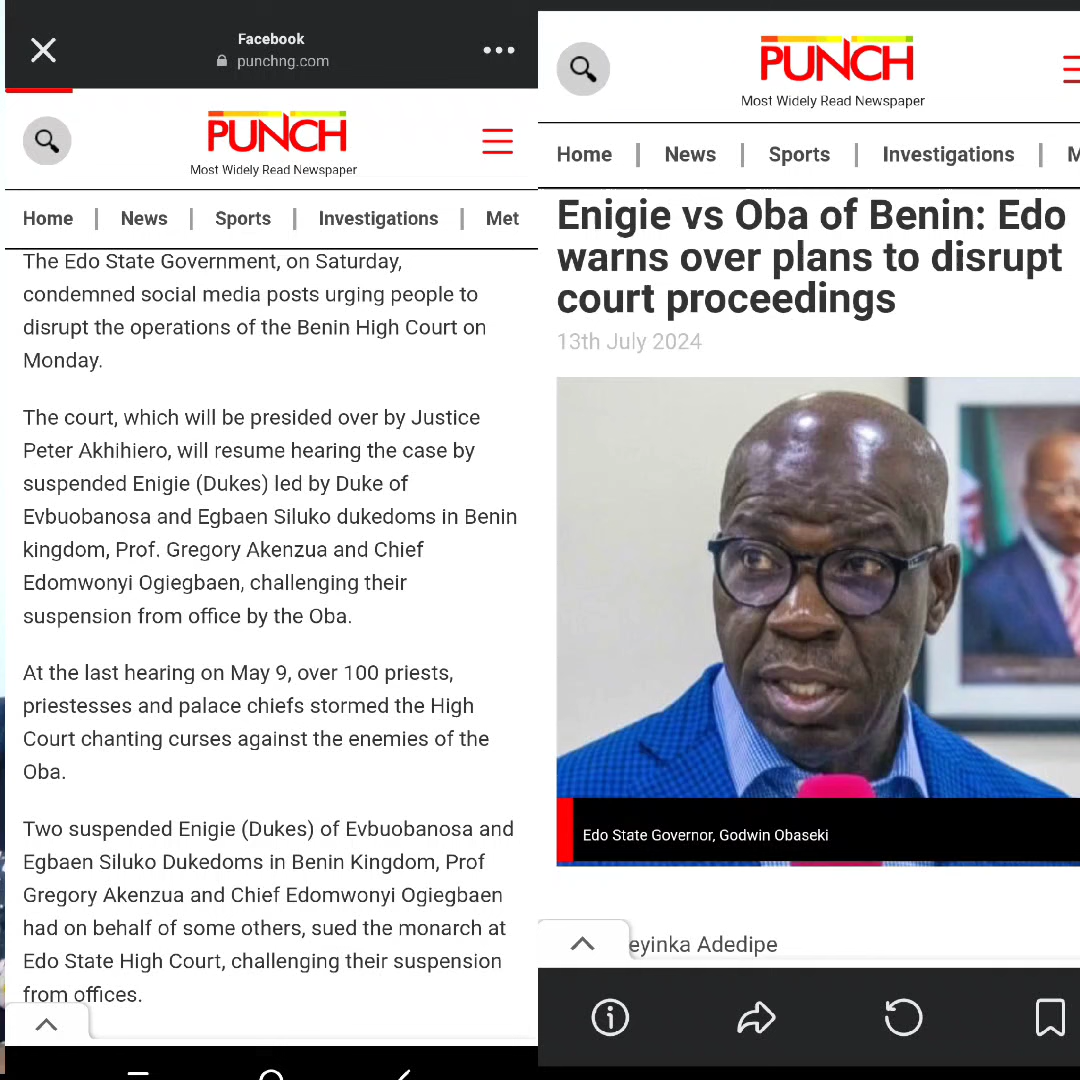 Facebook
punchng.com
PUNCH
Most Widely Read Newspaper
Home | News | Sports | Investigations | Met
The Edo State Government, on Saturday,
condemned social media posts urging people to
disrupt the operations of the Benin High Court on
Monday.
The court, which will be presided over by Justice
Peter Akhihiero, will resume hearing the case by
suspended Enigie (Dukes) led by Duke of
Evbuobanosa and Egbaen Siluko dukedoms in Benin
kingdom, Prof. Gregory Akenzua and Chief
Edomwonyi Ogiegbaen, challenging their
suspension from office by the Oba.
At the last hearing on May 9, over 100 priests,
priestesses and palace chiefs stormed the High
Court chanting curses against the enemies of the
Oba.
Two suspended Enigie (Dukes) of Evbuobanosa and
Egbaen Siluko Dukedoms in Benin Kingdom, Prof
Gregory Akenzua and Chief Edomwonyi Ogiegbaen
had on behalf of some others, sued the monarch at
Edo State High Court, challenging their suspension
from offices.
PUNCH
Most Widely Read Newspaper
Home | News | Sports | Investigations | M
Enigie vs Oba of Benin: Edo
warns over plans to disrupt
court proceedings
13th July 2024
Edo State Governor, Godwin Obaseki
eyinka Adedipe